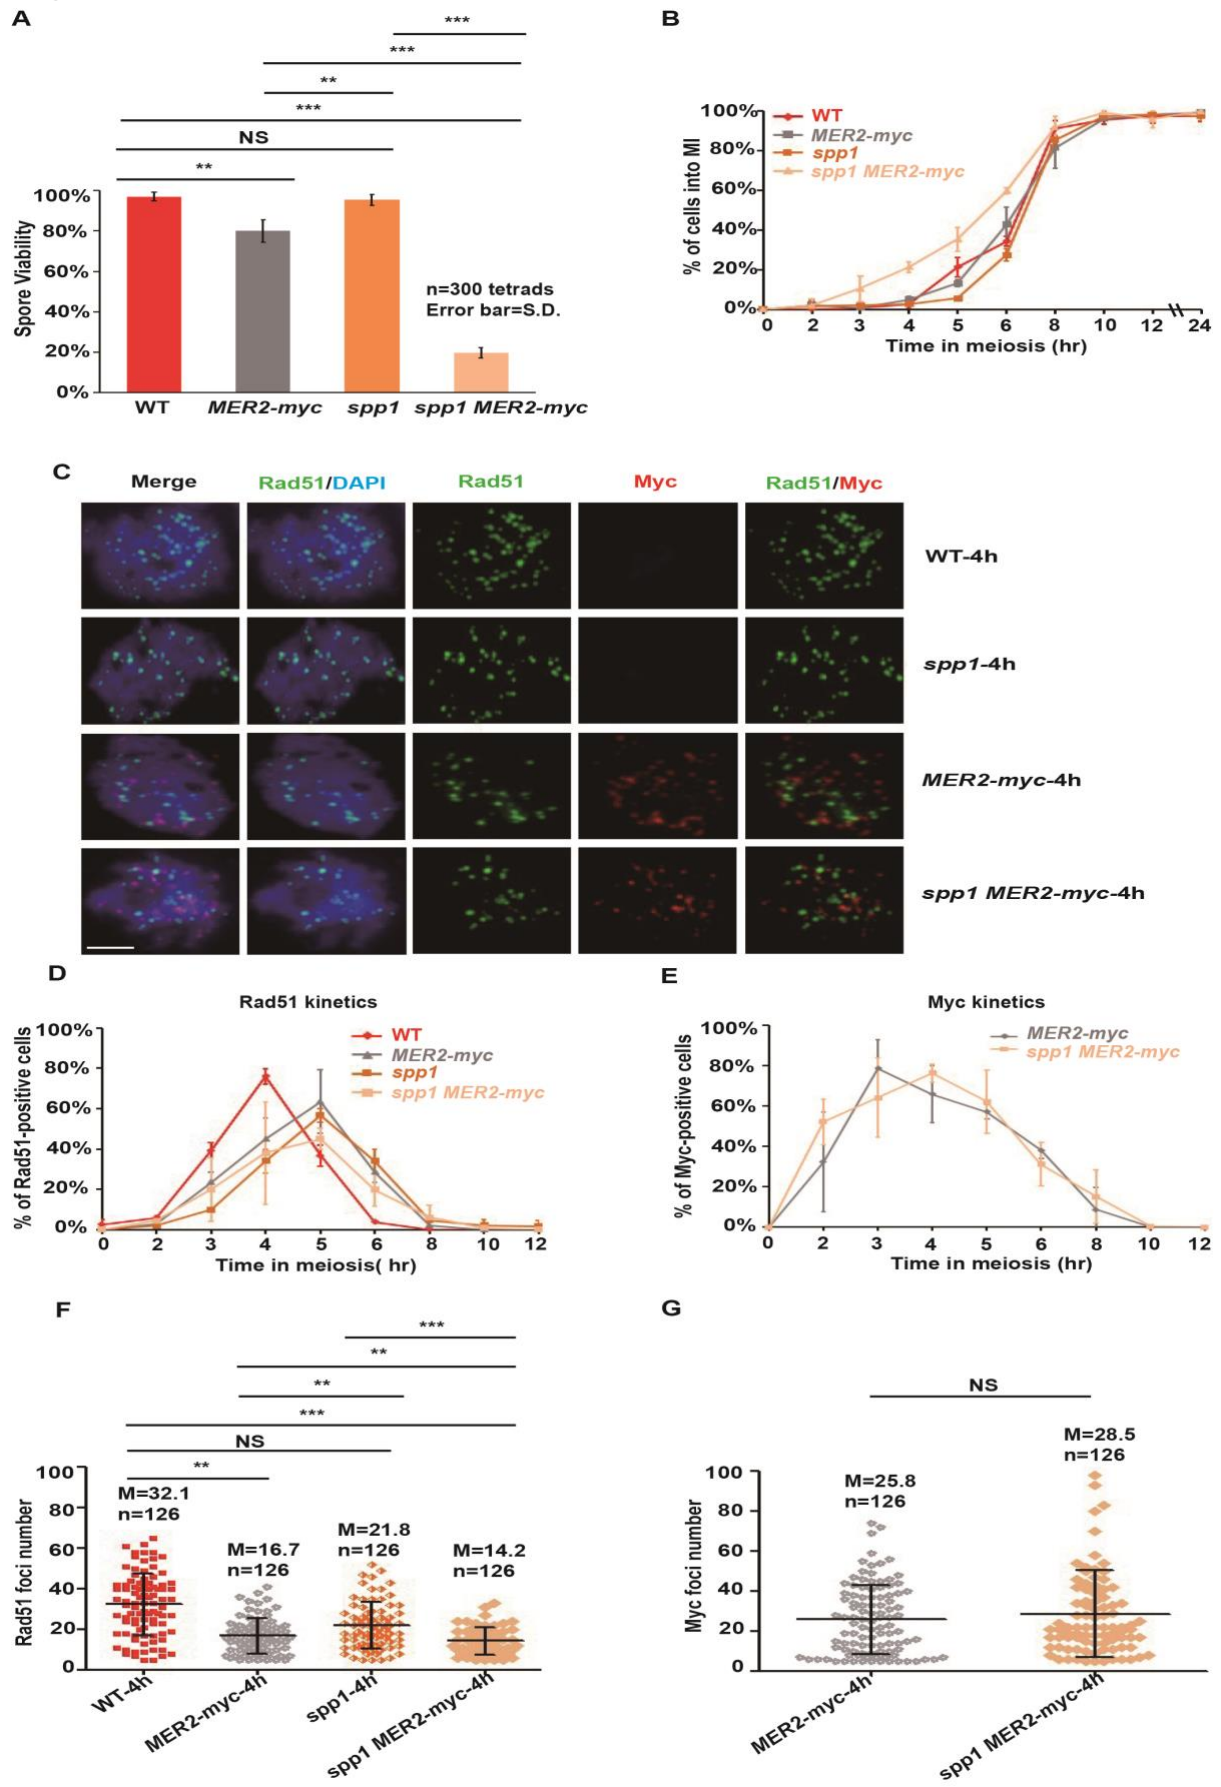 A
***
***
**
***
NS
**
100%
80%
60%
40%
20%
0%
Spore Viability
n=300 tetrads
Error bar=S.D.
WT MER2-myc spp1 spp1 MER2-myc
B
100%
80%
60%
40%
20%
0%
% of cells into MI
WT
MER2-myc
spp1
spp1 MER2-myc
0 2 3 4 5 6 8 10 12 24
Time in meiosis (hr)
C
Merge Rad51/DAPI Rad51 Myc Rad51/Myc
WT-4h
spp1-4h
MER2-myc-4h
spp1 MER2-myc-4h
D
Rad51 kinetics
100%
80%
60%
40%
20%
0%
% of Rad51-positive cells
WT
MER2-myc
spp1
spp1 MER2-myc
0 2 3 4 5 6 8 10 12
Time in meiosis( hr)
E
Myc kinetics
100%
80%
60%
40%
20%
0%
% of Myc-positive cells
MER2-myc
spp1 MER2-myc
0 2 3 4 5 6 8 10 12
Time in meiosis (hr)
F
***
**
**
***
NS
**
100
80
60
40
20
0
Rad51 foci number
M=32.1
n=126
M=16.7
n=126
M=21.8
n=126
M=14.2
n=126
WT-4h
MER2-myc-4h
spp1-4h
spp1 MER2-myc-4h
G
NS
100
80
60
40
20
0
Myc foci number
M=25.8
n=126
M=28.5
n=126
MER2-myc-4h
spp1 MER2-myc-4h